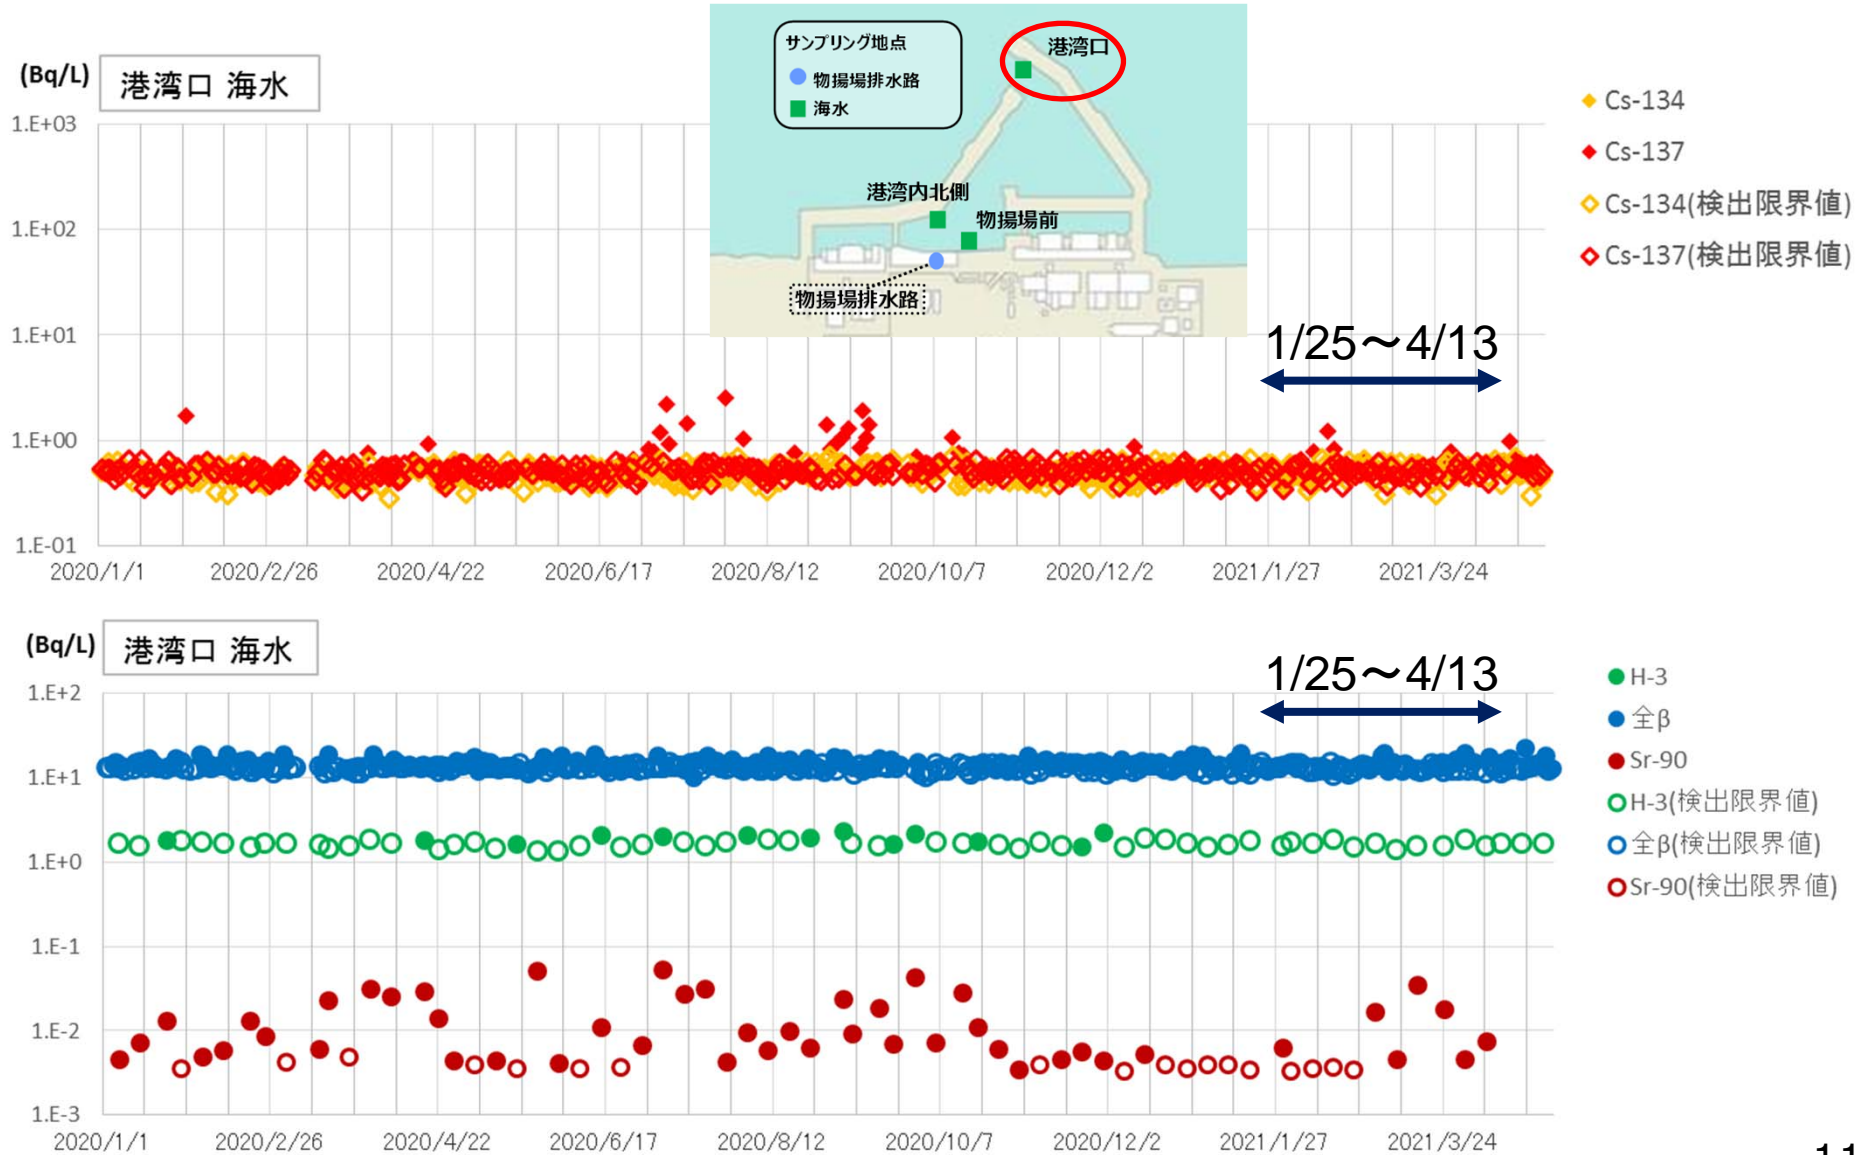 サンプリング地点
物揚場排水路
海水
港湾口
港湾内北側
物揚場前
物揚場排水路
(Bq/L)
港湾口 海水
1.E+03
1.E+02
1.E+01
1.E+00
1.E-01
2020/1/1 2020/2/26 2020/4/22 2020/6/17 2020/8/12 2020/10/7 2020/12/2 2021/1/27 2021/3/24
1/25～4/13
Cs-134
Cs-137
Cs-134(検出限界値)
Cs-137(検出限界値)
(Bq/L)
港湾口 海水
1.E+2
1.E+1
1.E+0
1.E-1
1.E-2
1.E-3
2020/1/1 2020/2/26 2020/4/22 2020/6/17 2020/8/12 2020/10/7 2020/12/2 2021/1/27 2021/3/24
1/25～4/13
H-3
全β
Sr-90
H-3(検出限界値)
全β(検出限界値)
Sr-90(検出限界値)